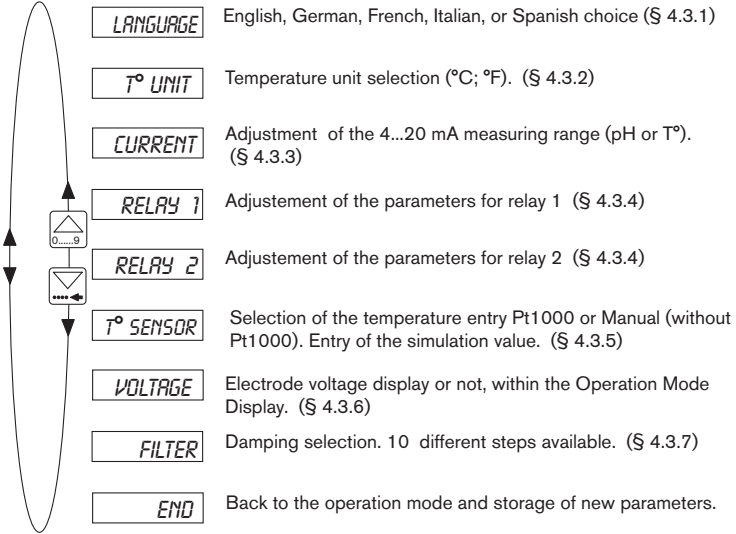 LANGUAGE English, German, French, Italian, or Spanish choice (§ 4.3.1)
T° UNIT Temperature unit selection (°C; °F). (§ 4.3.2)
CURRENT Adjustment of the 4...20 mA measuring range (pH or T°).
(§ 4.3.3)
RELAY 1 Adjustement of the parameters for relay 1 (§ 4.3.4)
0......9
RELAY 2 Adjustement of the parameters for relay 2 (§ 4.3.4)
T° SENSOR Selection of the temperature entry Pt1000 or Manual (without
Pt1000). Entry of the simulation value. (§ 4.3.5)
VOLTAGE Electrode voltage display or not, within the Operation Mode
Display. (§ 4.3.6)
FILTER Damping selection. 10 different steps available. (§ 4.3.7)
END Back to the operation mode and storage of new parameters.